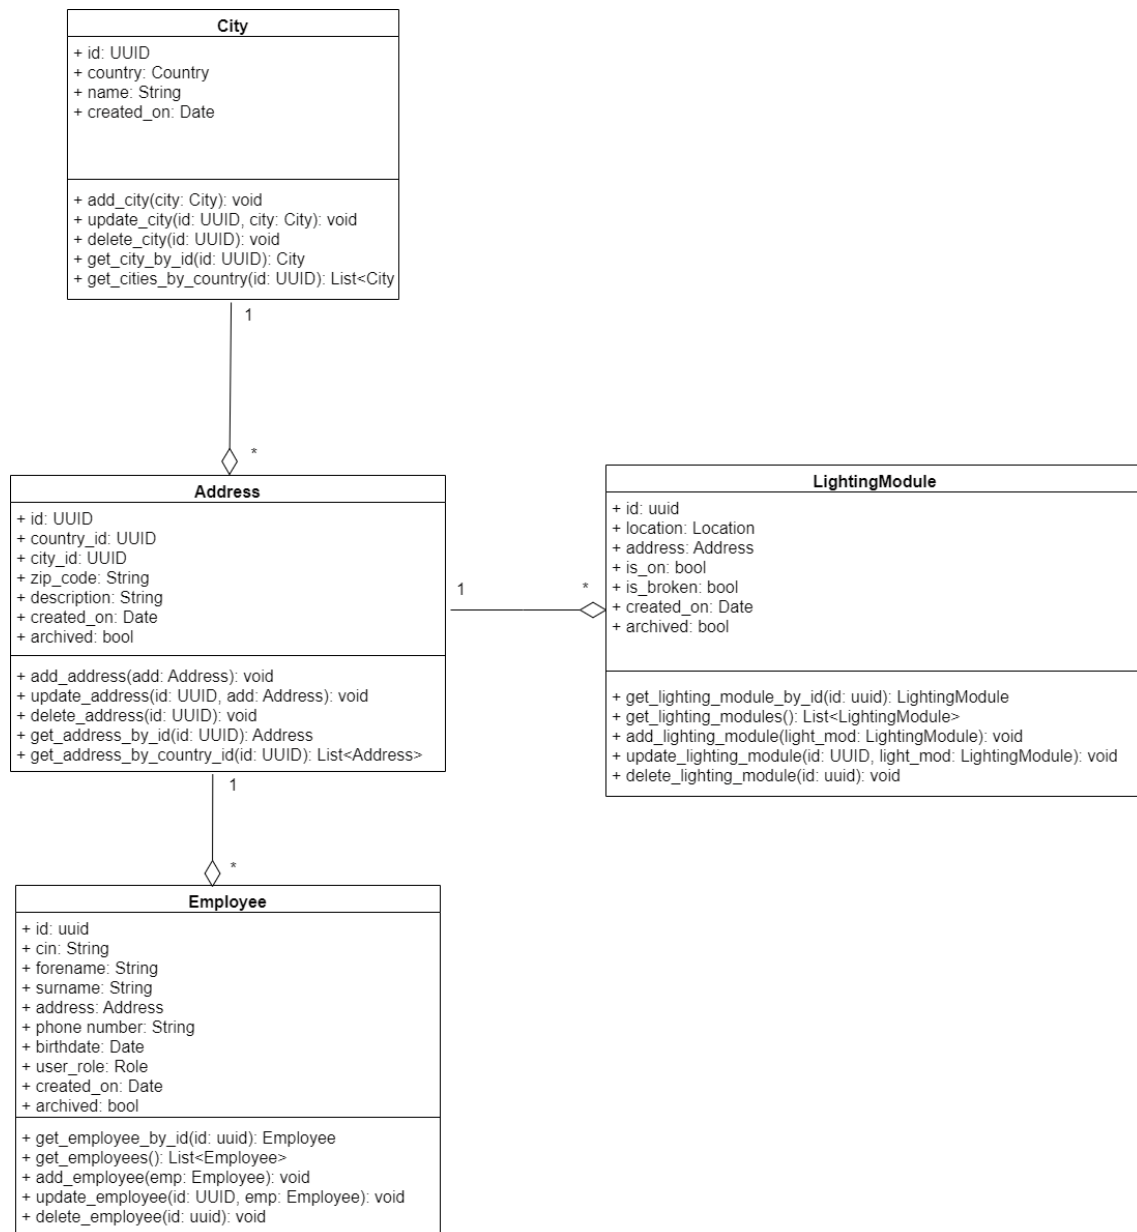 City
+ id: UUID
+ country: Country
+ name: String
+ created_on: Date
+ add_city(city: City): void
+ update_city(id: UUID, city: City): void
+ delete_city(id: UUID): void
+ get_city_by_id(id: UUID): City
+ get_cities_by_country(id: UUID): List<City
1
*
Address
+ id: UUID
+ country_id: UUID
+ city_id: UUID
+ zip_code: String
+ description: String
+ created_on: Date
+ archived: bool
+ add_address(add: Address): void
+ update_address(id: UUID, add: Address): void
+ delete_address(id: UUID): void
+ get_address_by_id(id: UUID): Address
+ get_address_by_country_id(id: UUID): List<Address>
1
*
LightingModule
+ id: uuid
+ location: Location
+ address: Address
+ is_on: bool
+ is_broken: bool
+ created_on: Date
+ archived: bool
+ get_lighting_module_by_id(id: uuid): LightingModule
+ get_lighting_modules(): List<LightingModule>
+ add_lighting_module(light_mod: LightingModule): void
+ update_lighting_module(id: UUID, light_mod: LightingModule): void
+ delete_lighting_module(id: uuid): void
1
*
Employee
+ id: uuid
+ cin: String
+ forename: String
+ surname: String
+ address: Address
+ phone number: String
+ birthdate: Date
+ user_role: Role
+ created_on: Date
+ archived: bool
+ get_employee_by_id(id: uuid): Employee
+ get_employees(): List<Employee>
+ add_employee(emp: Employee): void
+ update_employee(id: UUID, emp: Employee): void
+ delete_employee(id: uuid): void